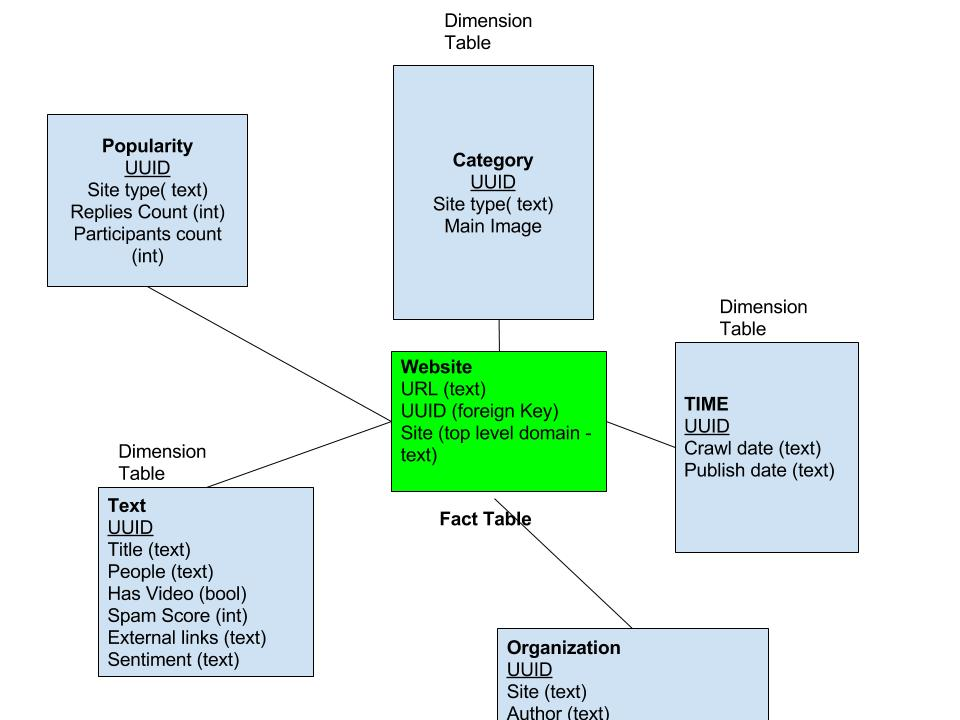 Dimension
Table
Popularity
UUID
Site type( text)
Replies Count (int)
Participants count
(int)
Category
UUID
Site type( text)
Main Image
Dimension
Table
TIME
UUID
Crawl date (text)
Publish date (text)
Website
URL (text)
UUID (foreign Key)
Site (top level domain -
text)
Fact Table
Dimension
Table
Text
UUID
Title (text)
People (text)
Has Video (bool)
Spam Score (int)
External links (text)
Sentiment (text)
Organization
UUID
Site (text)
Author (text)